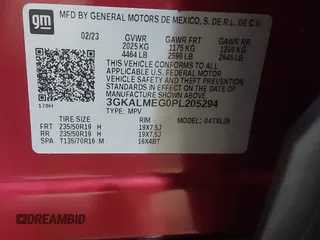 gm
MFD BY GENERAL MOTORS DE MEXICO, S. DE R.L. DE C.V.
02/23 GVWR GAWR FRT GAWR RR
2025 KG 1175 KG 1200 KG
4464 LB 2590 LB 2645 LB
THIS VEHICLE CONFORMS TO ALL APPLICABLE U.S.
FEDERAL MOTOR VEHICLE SAFETY, BUMPER, AND
THEFT PREVENTION STANDARDS IN EFFECT ON
THE DATE OF MANUFACTURE SHOWN ABOVE.
3GKALMEG0PL205294
TYPE: MPV
TIRE SIZE RIM MODEL:
FRT 235/50R19 H 19X7.5J
RR 235/50R19 H 19X7.5J
SPA T135/70R16 M 16X4BT
DREAMBID